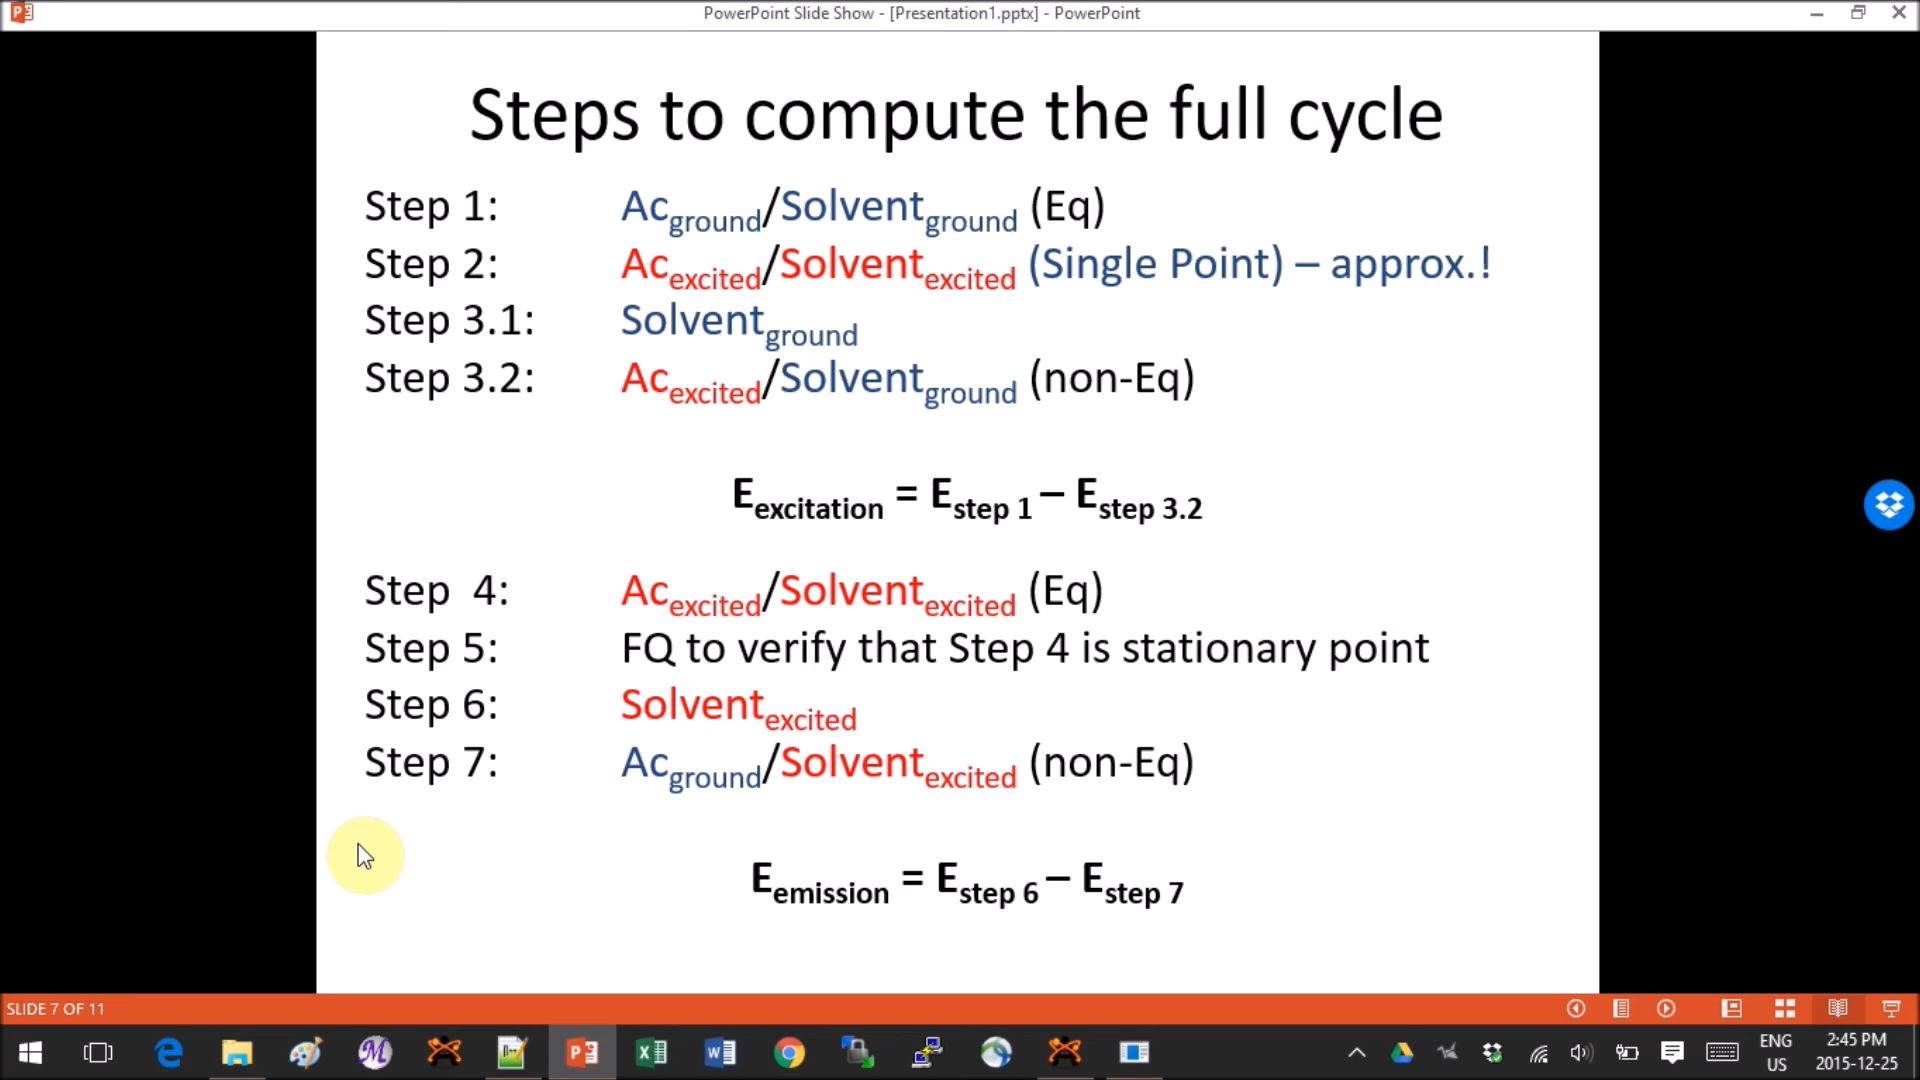 PowerPoint Slide Show - [Presentation1.pptx] - PowerPoint
Steps to compute the full cycle
Step 1: Acground/Solventground (Eq)
Step 2: Acexcited/Solventexcited (Single Point) – approx.!
Step 3.1: Solventground
Step 3.2: Acexcited/Solventground (non-Eq)
Eexcitation = Estep 1 – Estep 3.2
Step 4: Acexcited/Solventexcited (Eq)
Step 5: FQ to verify that Step 4 is stationary point
Step 6: Solventexcited
Step 7: Acground/Solventexcited (non-Eq)
Eemission = Estep 6 – Estep 7
SLIDE 7 OF 11
ENG
US
2:45 PM
2015-12-25